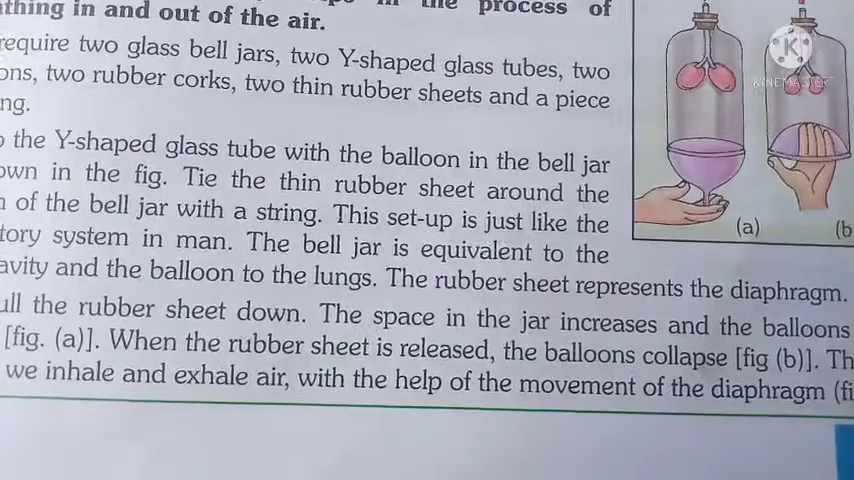 in the process of
thing in and out of the air.
require two glass bell jars, two Y-shaped glass tubes, two
ons, two rubber corks, two thin rubber sheets and a piece
ng.
the Y-shaped glass tube with the balloon in the bell jar
own in the fig. Tie the thin rubber sheet around the
of the bell jar with a string. This set-up is just like the
tory system in man. The bell jar is equivalent to the
avity and the balloon to the lungs. The rubber sheet represents the diaphragm.
ull the rubber sheet down. The space in the jar increases and the balloons
[fig. (a)]. When the rubber sheet is released, the balloons collapse [fig (b)]. Th
we inhale and exhale air, with the help of the movement of the diaphragm (fi
(a)
(b
K
KINEMASTER